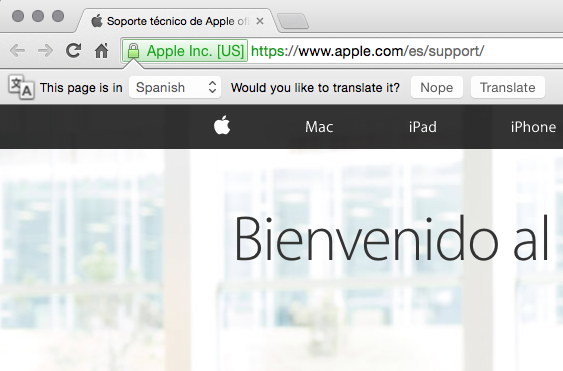 Soporte técnico de Apple ofi
Apple Inc. [US] https://www.apple.com/es/support/
This page is in Spanish Would you like to translate it? Nope Translate
Mac iPad iPhone
Bienvenido al